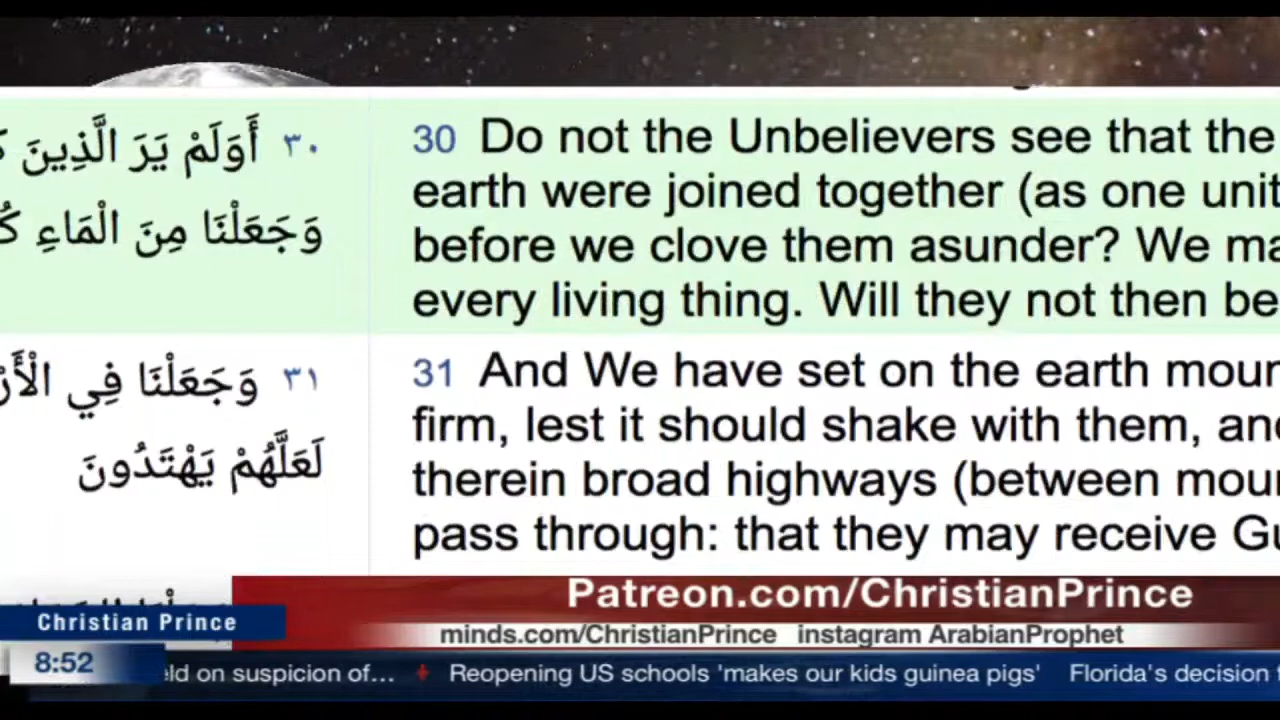 ٣٠ أَوَلَمْ يَرَ الَّذِينَ
وَجَعَلْنَا مِنَ الْمَاءِ
30 Do not the Unbelievers see that the
earth were joined together (as one unit
before we clove them asunder? We ma
every living thing. Will they not then be
٣١ وَجَعَلْنَا فِي
لَعَلَّهُمْ يَهْتَدُونَ
31 And We have set on the earth moun
firm, lest it should shake with them, and
therein broad highways (between moun
pass through: that they may receive Gu
Patreon.com/ChristianPrince
Christian Prince
minds.com/ChristianPrince instagram ArabianProphet
8:52
eld on suspicion of... Reopening US schools 'makes our kids guinea pigs' Florida's decision